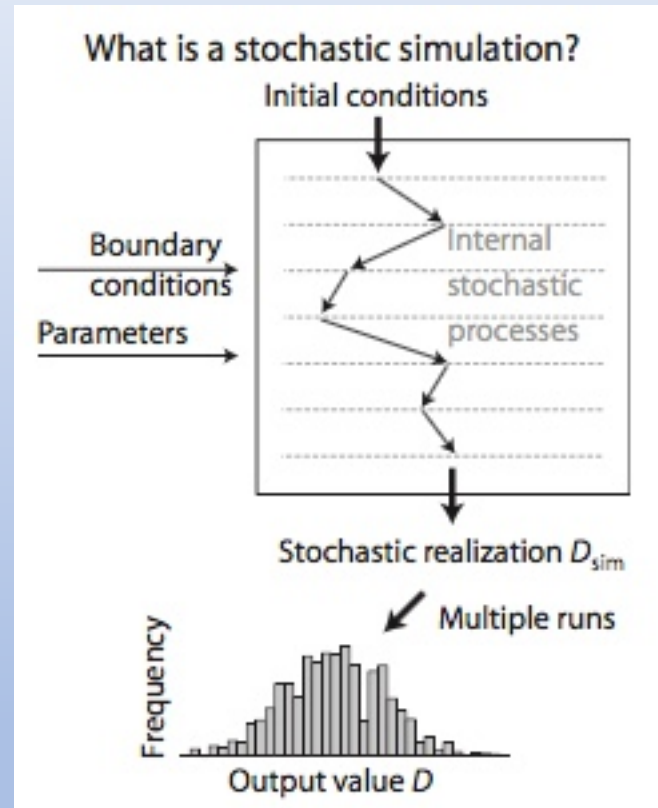 What is a stochastic simulation?
Initial conditions
Boundary
conditions
Parameters
Internal
stochastic
processes
Stochastic realization Dsim
Multiple runs
Frequency
Output value D